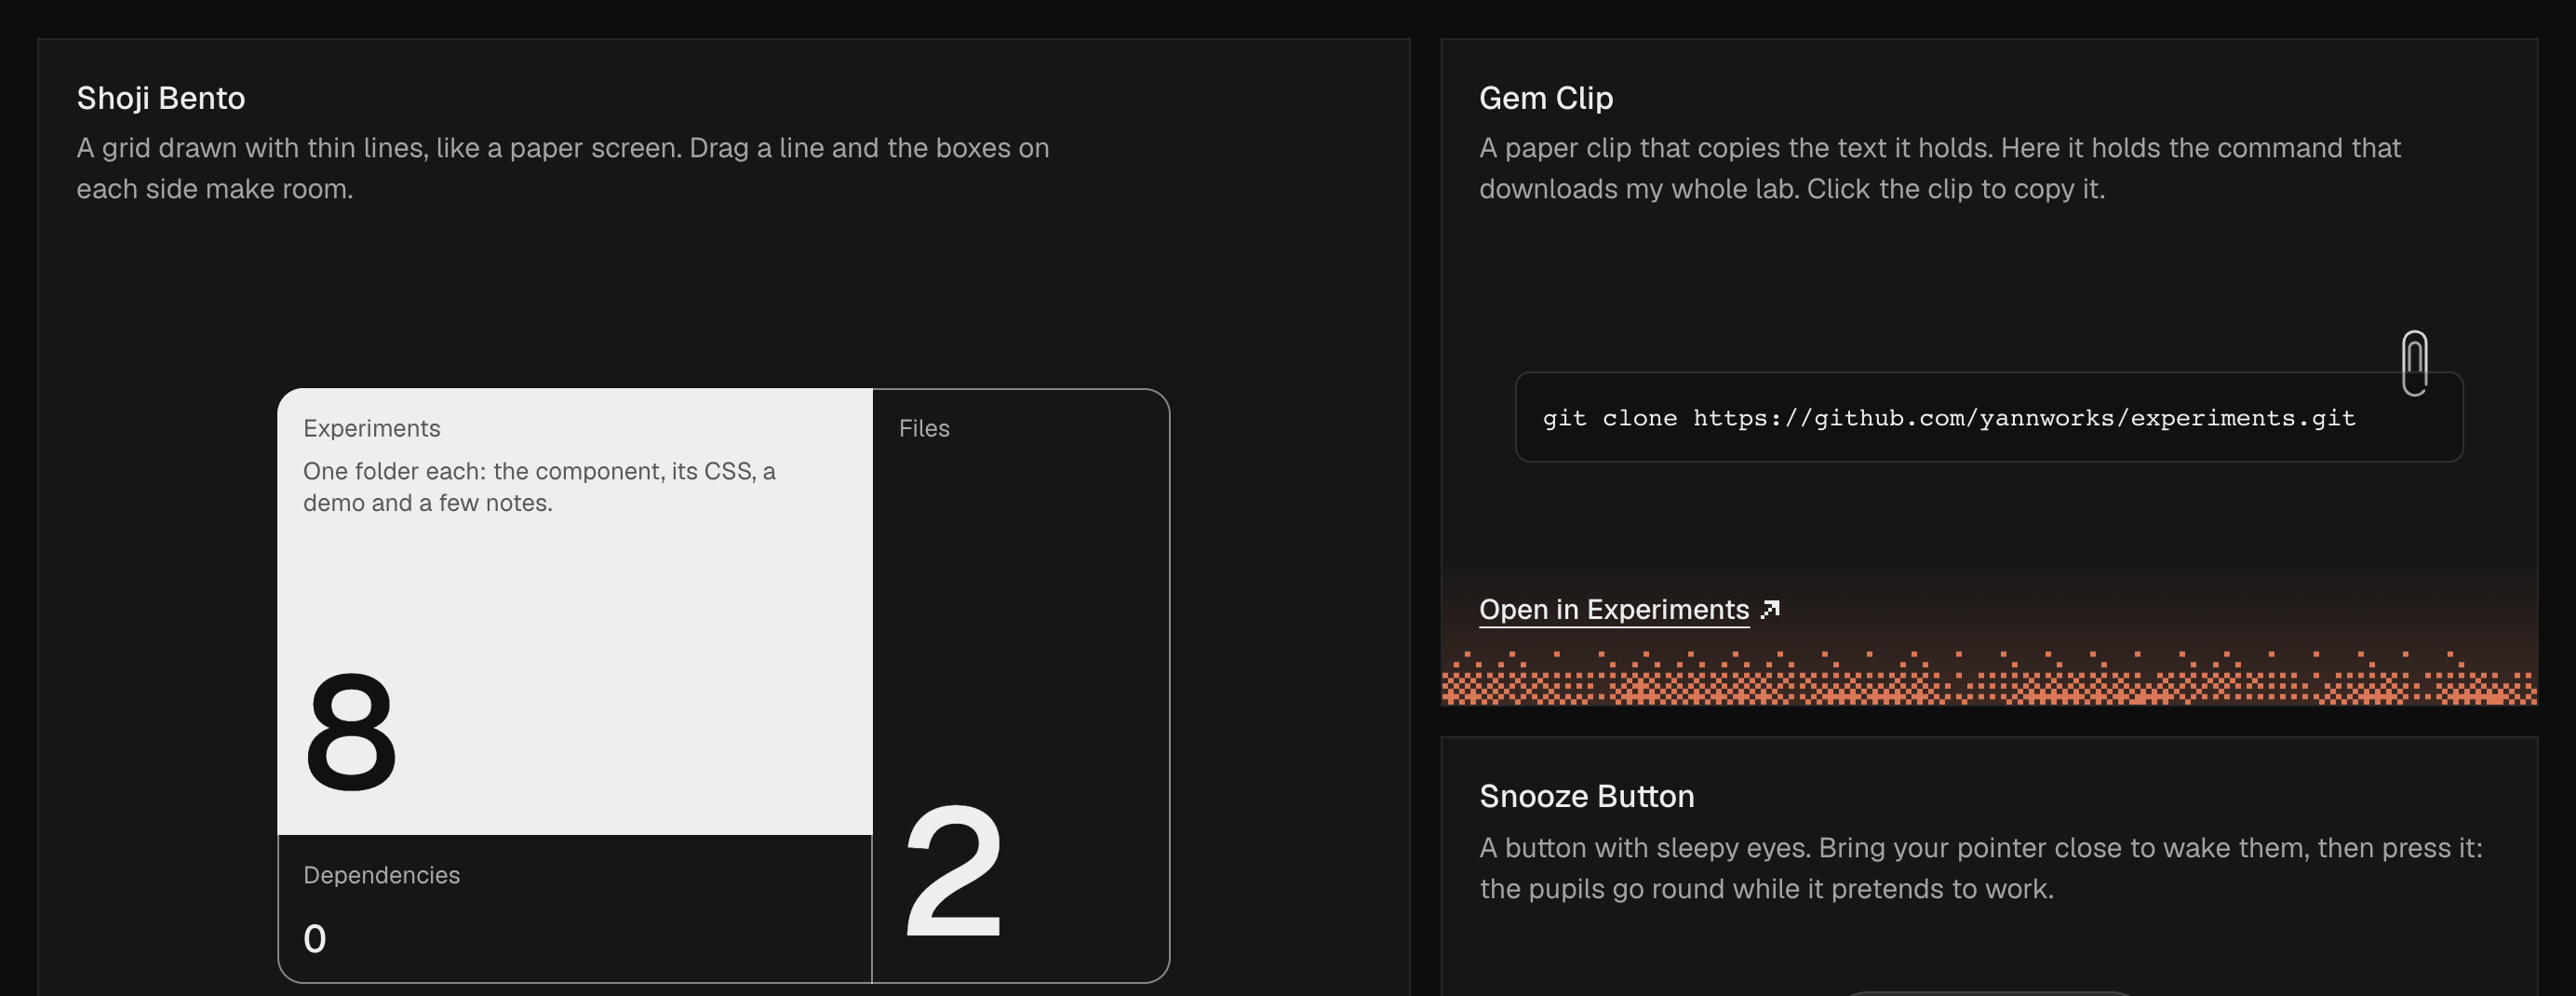 Shoji Bento
A grid drawn with thin lines, like a paper screen. Drag a line and the boxes on
each side make room.
Experiments
One folder each: the component, its CSS, a
demo and a few notes.
8
Files
2
Dependencies
0
Gem Clip
A paper clip that copies the text it holds. Here it holds the command that
downloads my whole lab. Click the clip to copy it.
git clone https://github.com/yannworks/experiments.git
Open in Experiments
Snooze Button
A button with sleepy eyes. Bring your pointer close to wake them, then press it:
the pupils go round while it pretends to work.